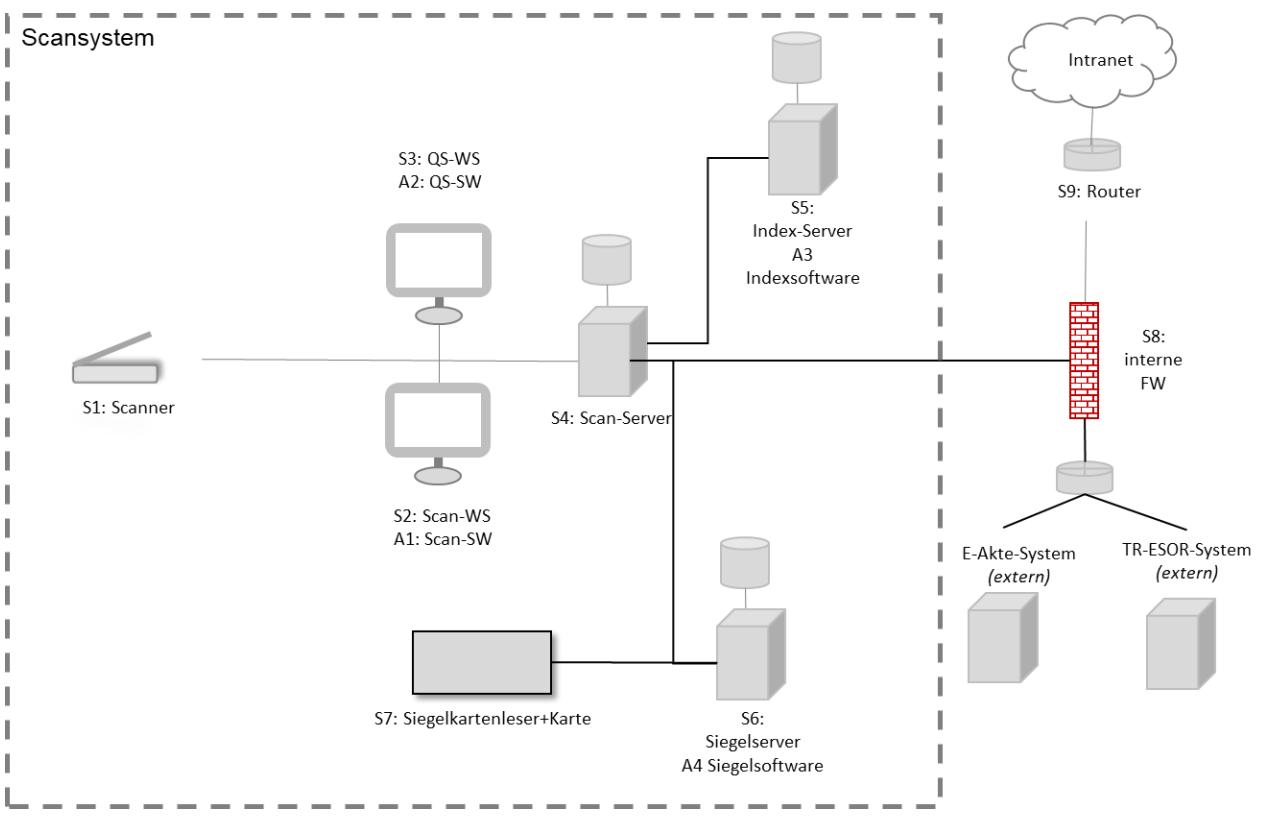 Scansystem
Intranet
S3: QS-WS
A2: QS-SW
S9: Router
S5:
Index-Server
A3
Indexsoftware
S8:
interne
FW
S1: Scanner
S4: Scan-Server
S2: Scan-WS
A1: Scan-SW
E-Akte-System
(extern)
TR-ESOR-System
(extern)
S7: Siegelkartenleser+Karte
S6:
Siegelserver
A4 Siegelsoftware